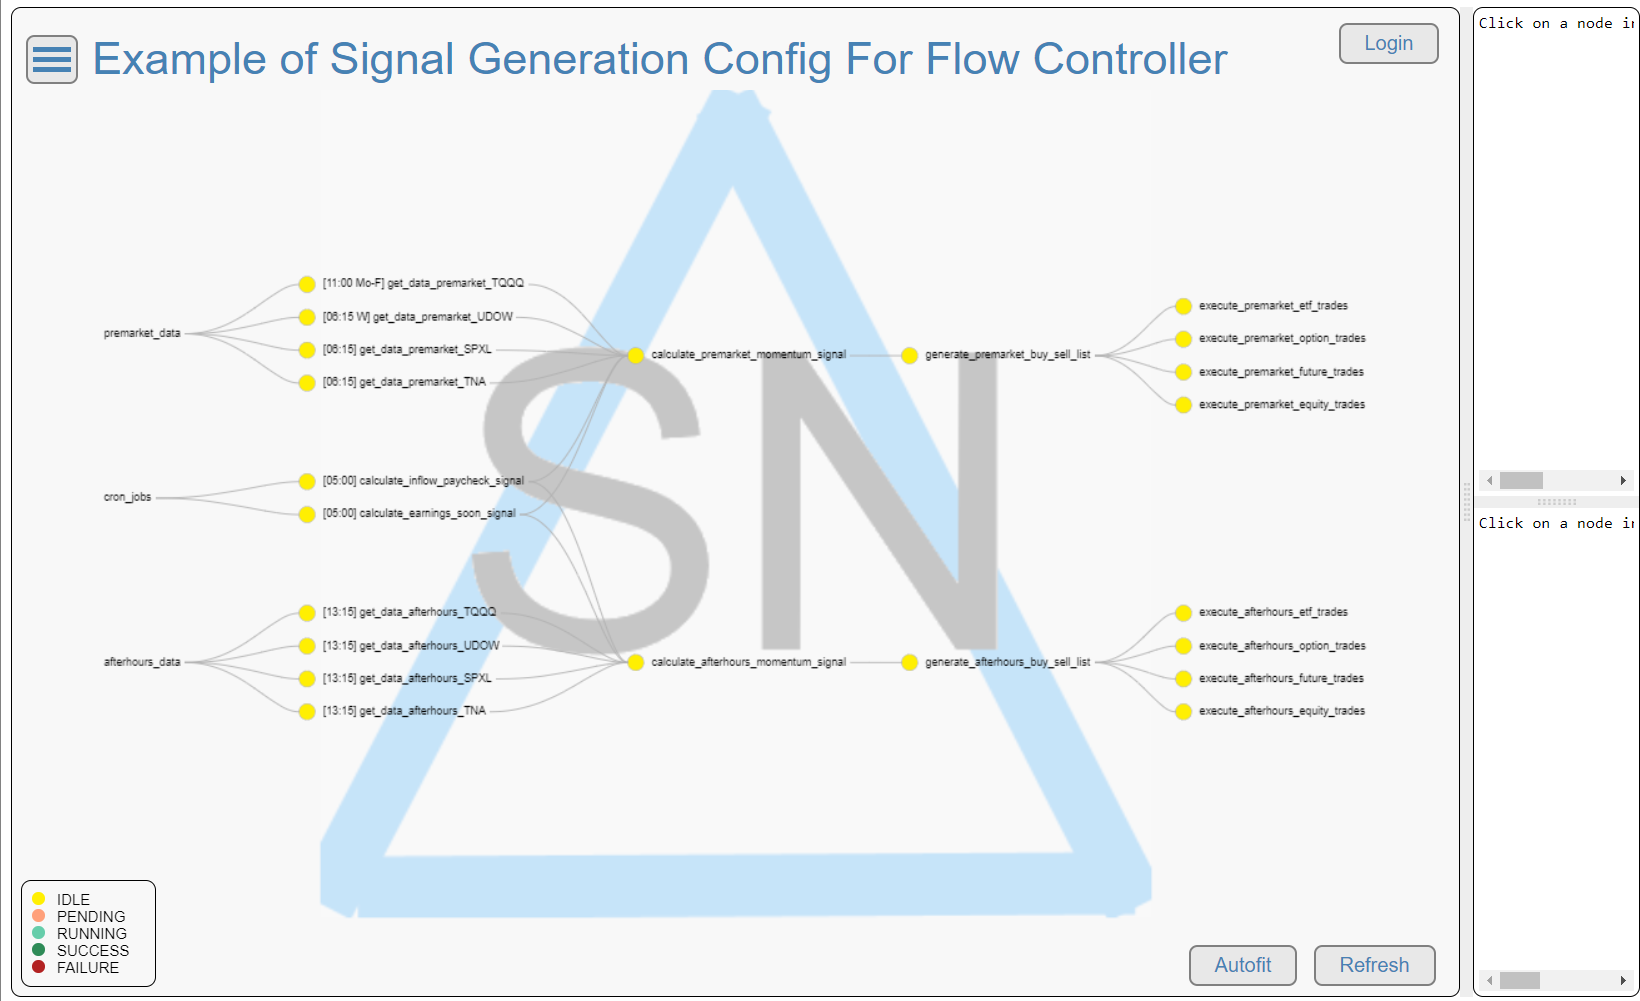 Example of Signal Generation Config For Flow Controller
Login
premarket_data
[11:00 Mo-F] get_data_premarket_TQQQ
[06:15 W] get_data_premarket_UDOW
[06:15] get_data_premarket_SPXL
[06:15] get_data_premarket_TNA
calculate_premarket_momentum_signal
generate_premarket_buy_sell_list
execute_premarket_etf_trades
execute_premarket_option_trades
execute_premarket_future_trades
execute_premarket_equity_trades
cron_jobs
[05:00] calculate_inflow_paycheck_signal
[05:00] calculate_earnings_soon_signal
SN
afterhours_data
[13:15] get_data_afterhours_TQQQ
[13:15] get_data_afterhours_UDOW
[13:15] get_data_afterhours_SPXL
[13:15] get_data_afterhours_TNA
calculate_afterhours_momentum_signal
generate_afterhours_buy_sell_list
execute_afterhours_etf_trades
execute_afterhours_option_trades
execute_afterhours_future_trades
execute_afterhours_equity_trades
IDLE
PENDING
RUNNING
SUCCESS
FAILURE
Autofit
Refresh
Click on a node
Click on a node